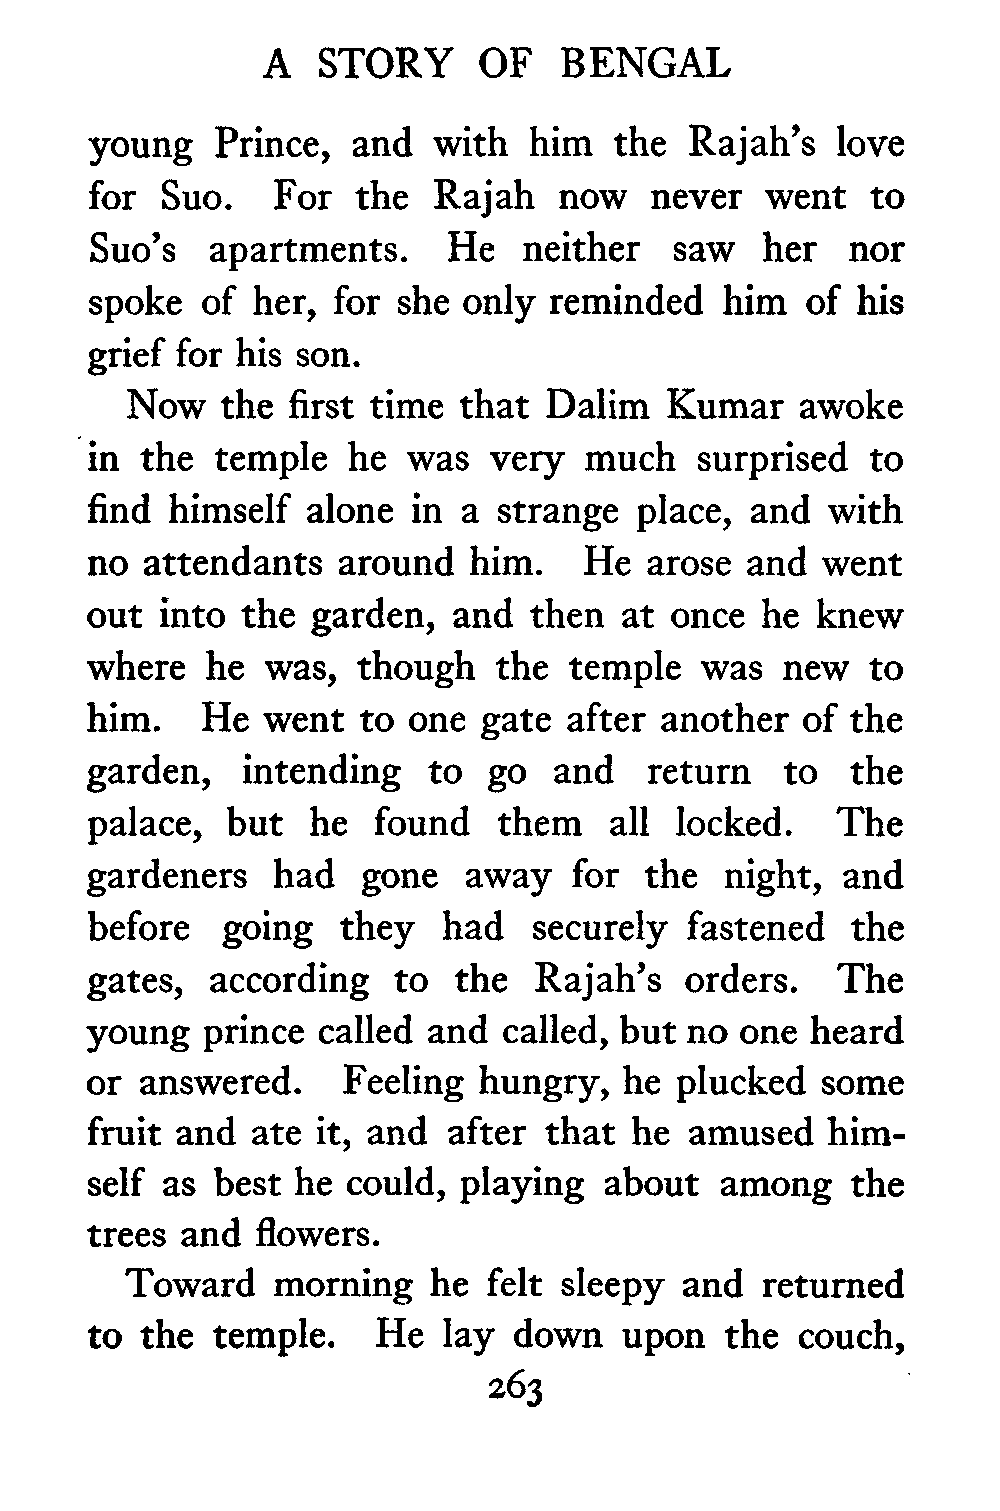 A STORY OF BENGAL
young Prince, and with him the Rajah's love
for Suo. For the Rajah now never went to
Suo's apartments. He neither saw her nor
spoke of her, for she only reminded him of his
grief for his son.
Now the first time that Dalim Kumar awoke
in the temple he was very much surprised to
find himself alone in a strange place, and with
no attendants around him. He arose and went
out into the garden, and then at once he knew
where he was, though the temple was new to
him. He went to one gate after another of the
garden, intending to go and return to the
palace, but he found them all locked. The
gardeners had gone away for the night, and
before going they had securely fastened the
gates, according to the Rajah's orders. The
young prince called and called, but no one heard
or answered. Feeling hungry, he plucked some
fruit and ate it, and after that he amused him-
self as best he could, playing about among the
trees and flowers.
Toward morning he felt sleepy and returned
to the temple. He lay down upon the couch,
263